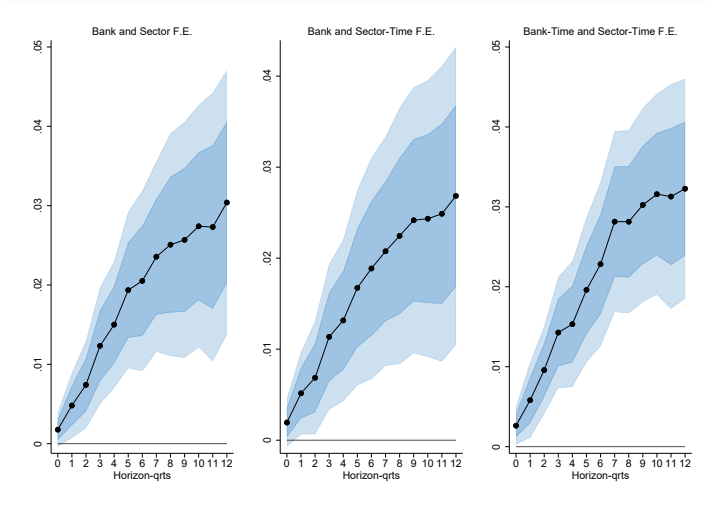 Bank and Sector F.E.
.05
.04
.03
.02
.01
0
0 1 2 3 4 5 6 7 8 9 10 11 12
Horizon-qrts
Bank and Sector-Time F.E.
.04
.03
.02
.01
0
0 1 2 3 4 5 6 7 8 9 10 11 12
Horizon-qrts
Bank-Time and Sector-Time F.E.
.05
.04
.03
.02
.01
0
0 1 2 3 4 5 6 7 8 9 10 11 12
Horizon-qrts